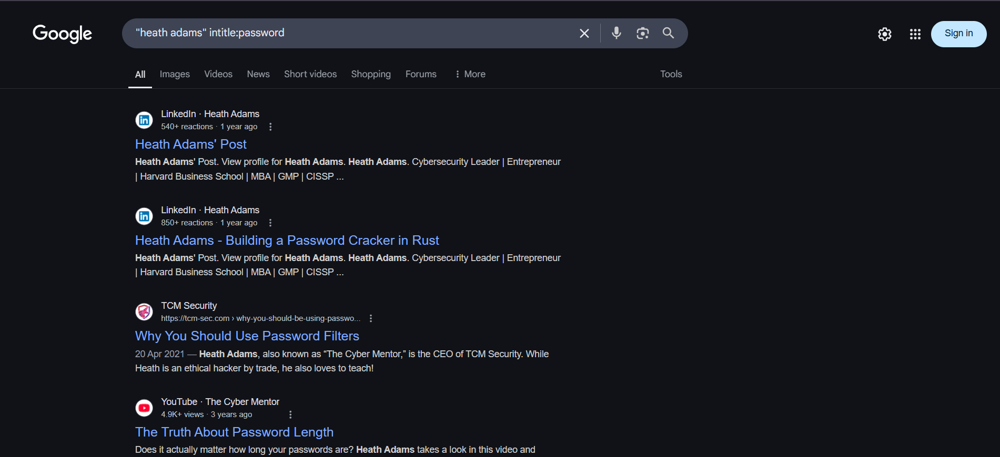 Google
"heath adams" intitle:password
Sign in
All Images Videos News Short videos Shopping Forums More Tools
LinkedIn · Heath Adams
540+ reactions · 1 year ago
Heath Adams' Post
Heath Adams' Post. View profile for Heath Adams. Heath Adams. Cybersecurity Leader | Entrepreneur
| Harvard Business School | MBA | GMP | CISSP ...
LinkedIn · Heath Adams
850+ reactions · 1 year ago
Heath Adams - Building a Password Cracker in Rust
Heath Adams' Post. View profile for Heath Adams. Heath Adams. Cybersecurity Leader | Entrepreneur
| Harvard Business School | MBA | GMP | CISSP ...
TCM Security
https://tcm-sec.com › why-you-should-be-using-passwo...
Why You Should Use Password Filters
20 Apr 2021 — Heath Adams, also known as “The Cyber Mentor,” is the CEO of TCM Security. While
Heath is an ethical hacker by trade, he also loves to teach!
YouTube · The Cyber Mentor
4.9K+ views · 3 years ago
The Truth About Password Length
Does it actually matter how long your passwords are? Heath Adams takes a look in this video and